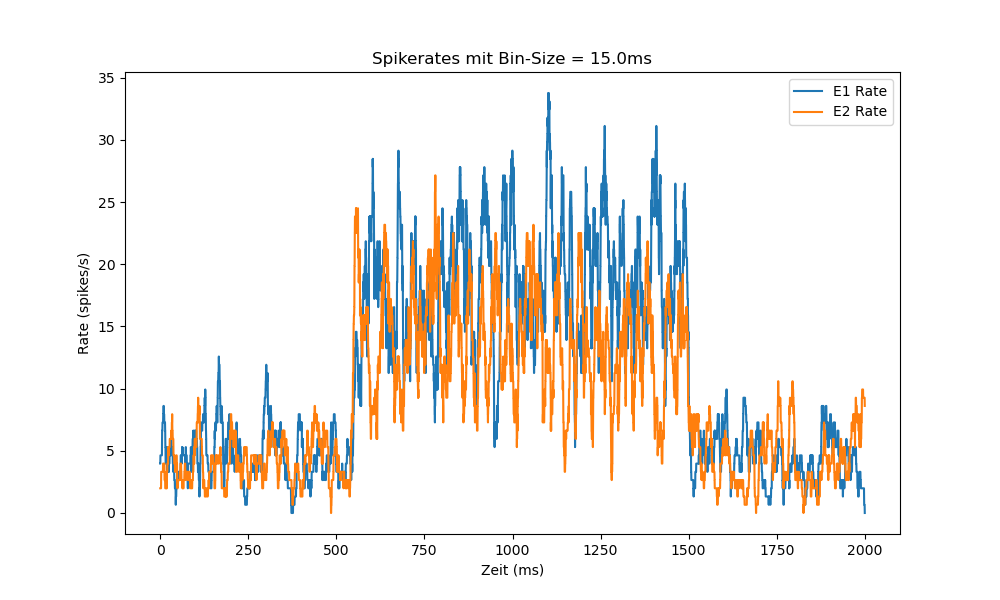 Spikerates mit Bin-Size = 15.0ms
E1 Rate
E2 Rate
Rate (spikes/s)
35
30
25
20
15
10
5
0
0 250 500 750 1000 1250 1500 1750 2000
Zeit (ms)